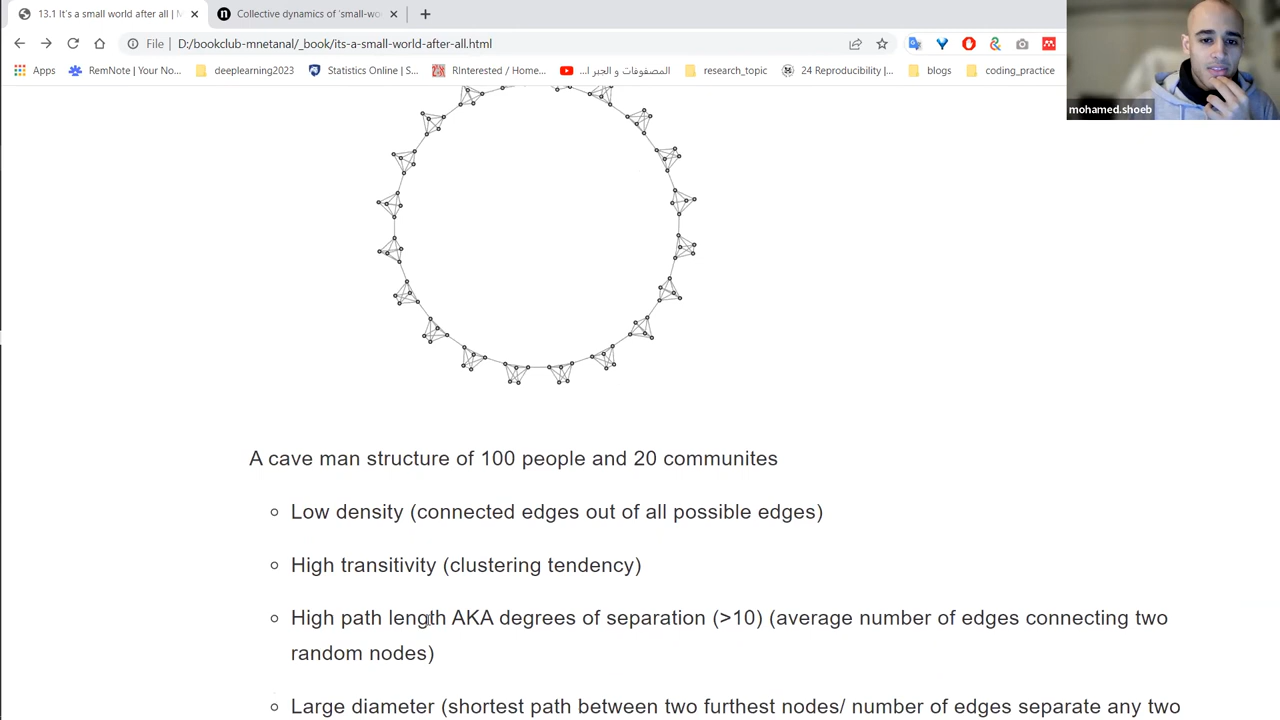 13.1 It's a small world after all | M
Collective dynamics of 'small-wo
File | D:/bookclub-mnetanal/_book/its-a-small-world-after-all.html
Apps
RemNote | Your No...
deeplearning2023
Statistics Online | S...
RInterested / Home...
المصفوفات و الجبر ا...
research_topic
24 Reproducibility |...
blogs
coding_practice
mohamed.shoeb
A cave man structure of 100 people and 20 communites
Low density (connected edges out of all possible edges)
High transitivity (clustering tendency)
High path length AKA degrees of separation (>10) (average number of edges connecting two
random nodes)
Large diameter (shortest path between two furthest nodes/ number of edges separate any two